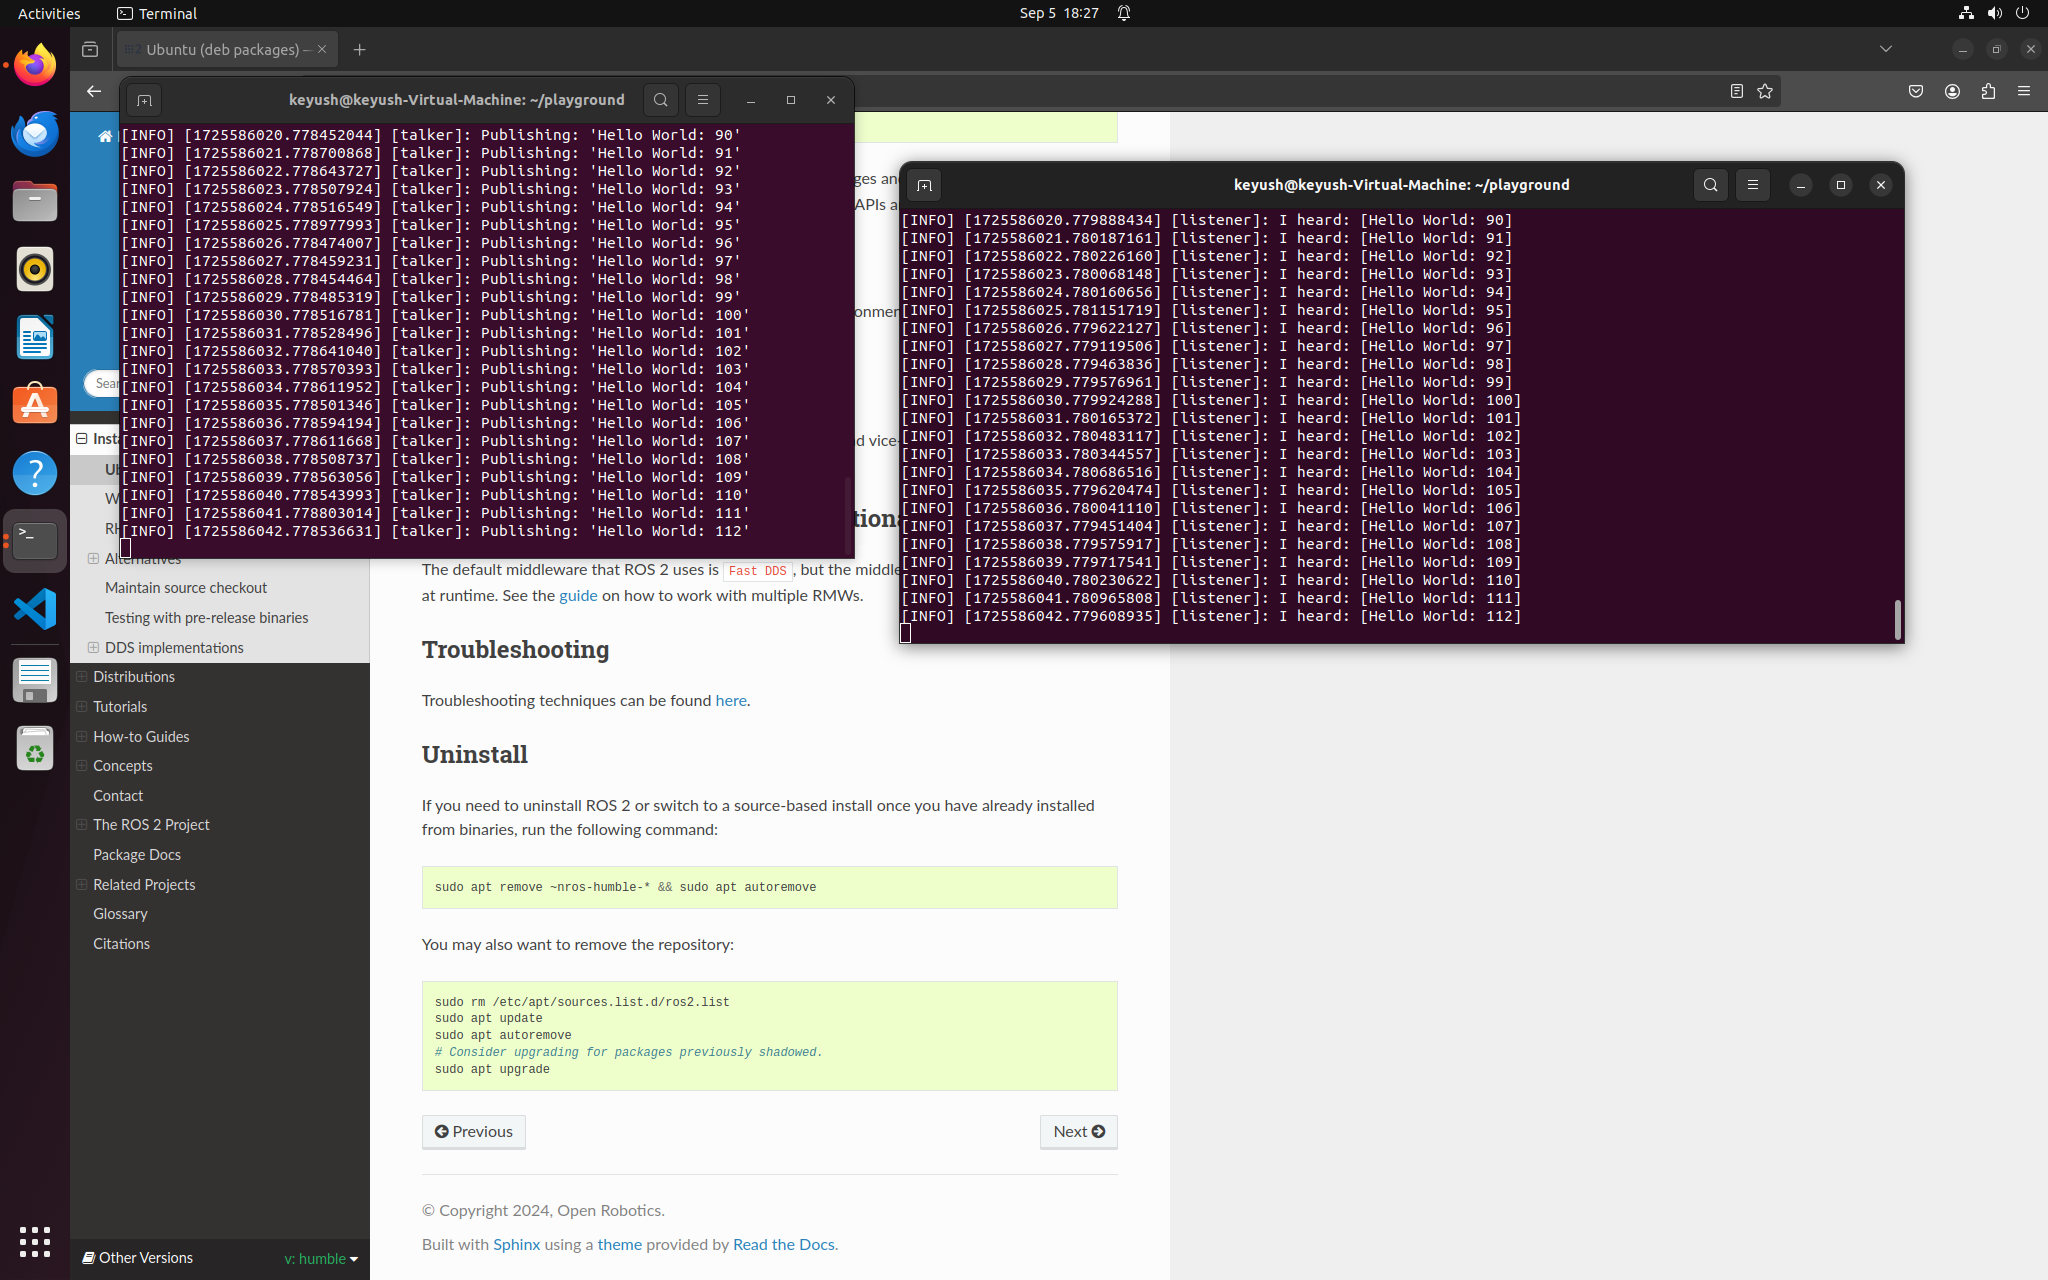 Activities
Terminal
Sep 5 18:27
Ubuntu (deb packages) —
keyush@keyush-Virtual-Machine: ~/playground
[INFO] [1725586020.778452044] [talker]: Publishing: 'Hello World: 90'
[INFO] [1725586021.778700868] [talker]: Publishing: 'Hello World: 91'
[INFO] [1725586022.778643727] [talker]: Publishing: 'Hello World: 92'
[INFO] [1725586023.778507924] [talker]: Publishing: 'Hello World: 93'
[INFO] [1725586024.778516549] [talker]: Publishing: 'Hello World: 94'
[INFO] [1725586025.778977993] [talker]: Publishing: 'Hello World: 95'
[INFO] [1725586026.778474007] [talker]: Publishing: 'Hello World: 96'
[INFO] [1725586027.778459231] [talker]: Publishing: 'Hello World: 97'
[INFO] [1725586028.778454464] [talker]: Publishing: 'Hello World: 98'
[INFO] [1725586029.778485319] [talker]: Publishing: 'Hello World: 99'
[INFO] [1725586030.778516781] [talker]: Publishing: 'Hello World: 100'
[INFO] [1725586031.778528496] [talker]: Publishing: 'Hello World: 101'
[INFO] [1725586032.778641040] [talker]: Publishing: 'Hello World: 102'
[INFO] [1725586033.778570393] [talker]: Publishing: 'Hello World: 103'
[INFO] [1725586034.778611952] [talker]: Publishing: 'Hello World: 104'
[INFO] [1725586035.778501346] [talker]: Publishing: 'Hello World: 105'
[INFO] [1725586036.778594194] [talker]: Publishing: 'Hello World: 106'
[INFO] [1725586037.778611668] [talker]: Publishing: 'Hello World: 107'
[INFO] [1725586038.778508737] [talker]: Publishing: 'Hello World: 108'
[INFO] [1725586039.778563056] [talker]: Publishing: 'Hello World: 109'
[INFO] [1725586040.778543993] [talker]: Publishing: 'Hello World: 110'
[INFO] [1725586041.778803014] [talker]: Publishing: 'Hello World: 111'
[INFO] [1725586042.778536631] [talker]: Publishing: 'Hello World: 112'
keyush@keyush-Virtual-Machine: ~/playground
[INFO] [1725586020.779888434] [listener]: I heard: [Hello World: 90]
[INFO] [1725586021.780187161] [listener]: I heard: [Hello World: 91]
[INFO] [1725586022.780226160] [listener]: I heard: [Hello World: 92]
[INFO] [1725586023.780068148] [listener]: I heard: [Hello World: 93]
[INFO] [1725586024.780160656] [listener]: I heard: [Hello World: 94]
[INFO] [1725586025.781151719] [listener]: I heard: [Hello World: 95]
[INFO] [1725586026.779622127] [listener]: I heard: [Hello World: 96]
[INFO] [1725586027.779119506] [listener]: I heard: [Hello World: 97]
[INFO] [1725586028.779463836] [listener]: I heard: [Hello World: 98]
[INFO] [1725586029.779576961] [listener]: I heard: [Hello World: 99]
[INFO] [1725586030.779924288] [listener]: I heard: [Hello World: 100]
[INFO] [1725586031.780165372] [listener]: I heard: [Hello World: 101]
[INFO] [1725586032.780483117] [listener]: I heard: [Hello World: 102]
[INFO] [1725586033.780344557] [listener]: I heard: [Hello World: 103]
[INFO] [1725586034.780686516] [listener]: I heard: [Hello World: 104]
[INFO] [1725586035.779620474] [listener]: I heard: [Hello World: 105]
[INFO] [1725586036.780041110] [listener]: I heard: [Hello World: 106]
[INFO] [1725586037.779451404] [listener]: I heard: [Hello World: 107]
[INFO] [1725586038.779575917] [listener]: I heard: [Hello World: 108]
[INFO] [1725586039.779717541] [listener]: I heard: [Hello World: 109]
[INFO] [1725586040.780230622] [listener]: I heard: [Hello World: 110]
[INFO] [1725586041.780965808] [listener]: I heard: [Hello World: 111]
[INFO] [1725586042.779608935] [listener]: I heard: [Hello World: 112]
Sear
Insta
Ub
W
RH
Alternatives
Maintain source checkout
Testing with pre-release binaries
DDS implementations
Distributions
Tutorials
How-to Guides
Concepts
Contact
The ROS 2 Project
Package Docs
Related Projects
Glossary
Citations
Other Versions
v: humble
ges and
APIs a
onmen
d vice-
tiona
The default middleware that ROS 2 uses is Fast DDS, but the middle
at runtime. See the guide on how to work with multiple RMWs.
Troubleshooting
Troubleshooting techniques can be found here.
Uninstall
If you need to uninstall ROS 2 or switch to a source-based install once you have already installed
from binaries, run the following command:
sudo apt remove ~nros-humble-* && sudo apt autoremove
You may also want to remove the repository:
sudo rm /etc/apt/sources.list.d/ros2.list
sudo apt update
sudo apt autoremove
# Consider upgrading for packages previously shadowed.
sudo apt upgrade
Previous
Next
© Copyright 2024, Open Robotics.
Built with Sphinx using a theme provided by Read the Docs.